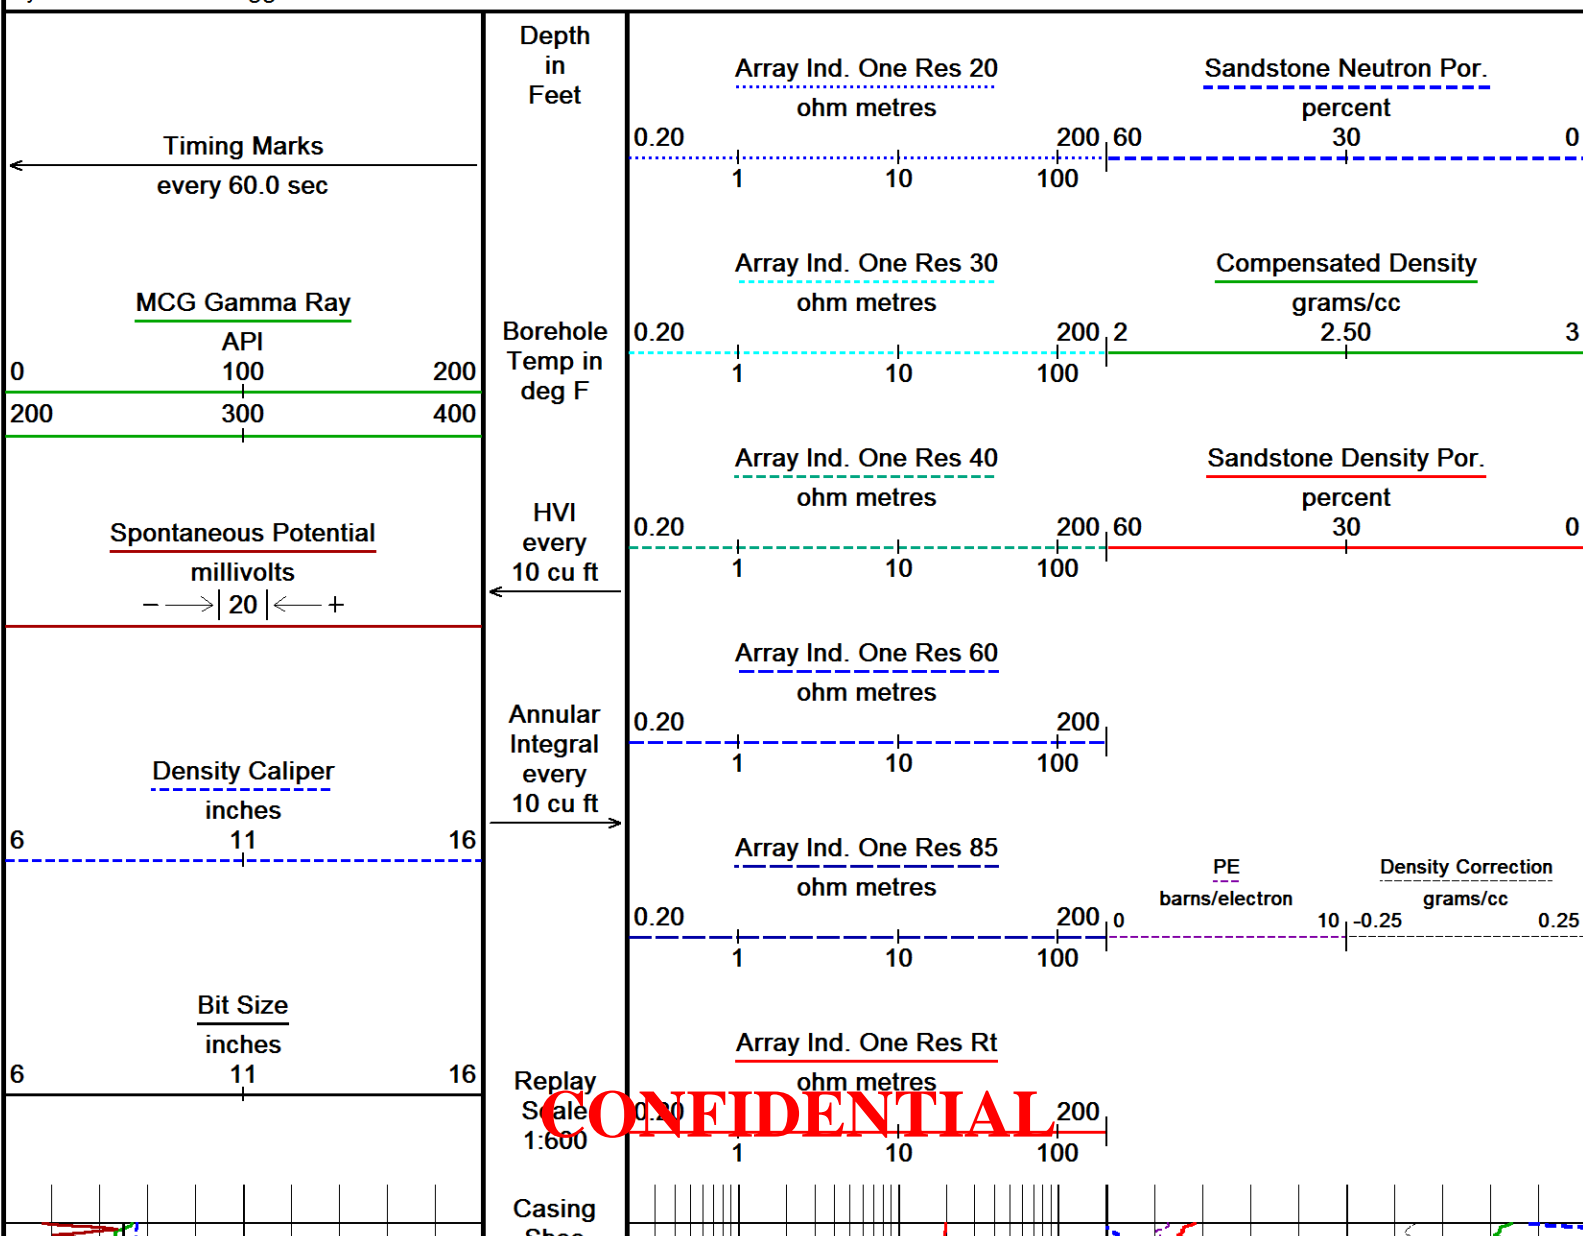 Timing Marks
every 60.0 sec
MCG Gamma Ray
API
0 100 200
200 300 400
Spontaneous Potential
millivolts
− 20 +
Density Caliper
inches
6 11 16
Bit Size
inches
6 11 16
Depth
in
Feet
Borehole
Temp in
deg F
HVI
every
10 cu ft
Annular
Integral
every
10 cu ft
Replay
Scale
1:600
Casing
Shoe
Array Ind. One Res 20
ohm metres
0.20 200
1 10 100
Array Ind. One Res 30
ohm metres
0.20 200
1 10 100
Array Ind. One Res 40
ohm metres
0.20 200
1 10 100
Array Ind. One Res 60
ohm metres
0.20 200
1 10 100
Array Ind. One Res 85
ohm metres
0.20 200
1 10 100
Array Ind. One Res Rt
ohm metres
0.20 200
1 10 100
CONFIDENTIAL
Sandstone Neutron Por.
percent
60 30 0
Compensated Density
grams/cc
2 2.50 3
Sandstone Density Por.
percent
60 30 0
PE
barns/electron
0 10
Density Correction
grams/cc
-0.25 0.25